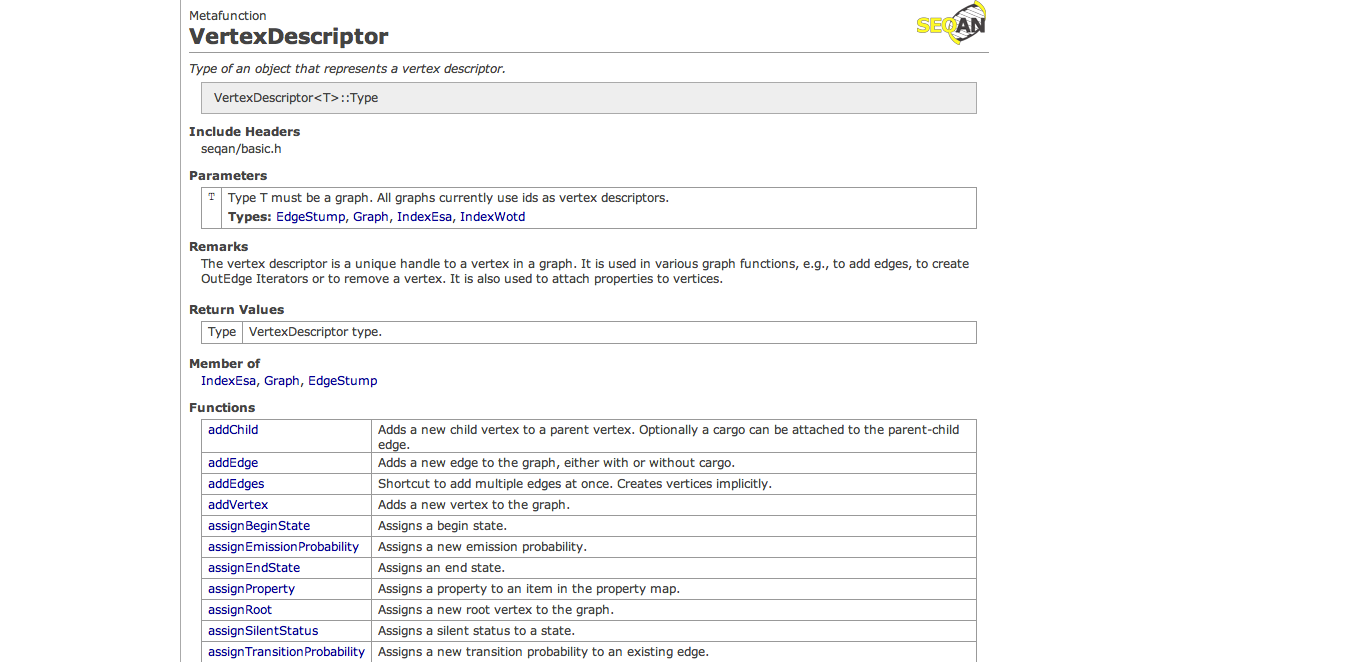 Metafunction
SEQAN
VertexDescriptor
Type of an object that represents a vertex descriptor.
VertexDescriptor<T>::Type
Include Headers
seqan/basic.h
Parameters
T Type T must be a graph. All graphs currently use ids as vertex descriptors.
Types: EdgeStump, Graph, IndexEsa, IndexWotd
Remarks
The vertex descriptor is a unique handle to a vertex in a graph. It is used in various graph functions, e.g., to add edges, to create
OutEdge Iterators or to remove a vertex. It is also used to attach properties to vertices.
Return Values
Type VertexDescriptor type.
Member of
IndexEsa, Graph, EdgeStump
Functions
addChild Adds a new child vertex to a parent vertex. Optionally a cargo can be attached to the parent-child
edge.
addEdge Adds a new edge to the graph, either with or without cargo.
addEdges Shortcut to add multiple edges at once. Creates vertices implicitly.
addVertex Adds a new vertex to the graph.
assignBeginState Assigns a begin state.
assignEmissionProbability Assigns a new emission probability.
assignEndState Assigns an end state.
assignProperty Assigns a property to an item in the property map.
assignRoot Assigns a new root vertex to the graph.
assignSilentStatus Assigns a silent status to a state.
assignTransitionProbability Assigns a new transition probability to an existing edge.